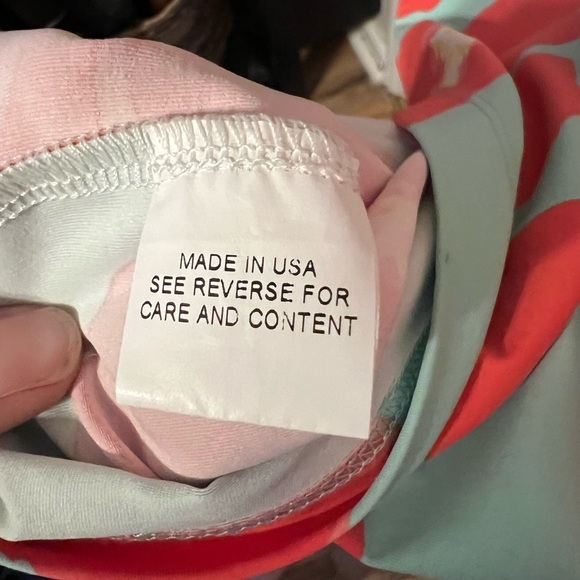 MADE IN USA
SEE REVERSE FOR
CARE AND CONTENT